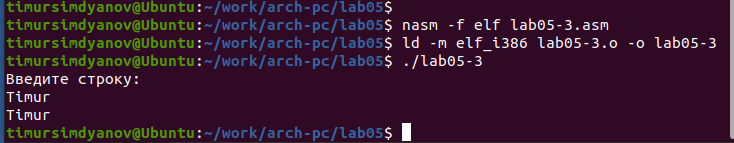 timursimdyanov@Ubuntu:~/work/arch-pc/lab05$
timursimdyanov@Ubuntu:~/work/arch-pc/lab05$ nasm -f elf lab05-3.asm
timursimdyanov@Ubuntu:~/work/arch-pc/lab05$ ld -m elf_i386 lab05-3.o -o lab05-3
timursimdyanov@Ubuntu:~/work/arch-pc/lab05$ ./lab05-3
Введите строку:
Timur
Timur
timursimdyanov@Ubuntu:~/work/arch-pc/lab05$